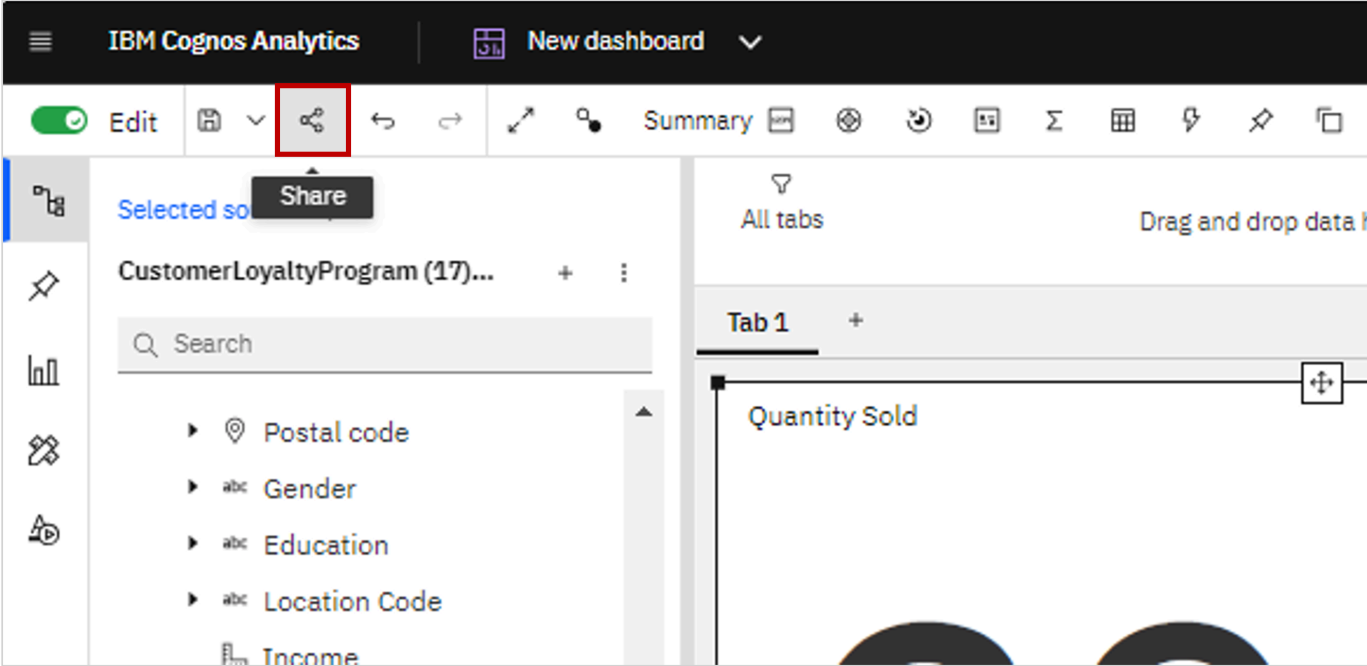 IBM Cognos Analytics
New dashboard
Edit
Summary
Share
Selected so
All tabs
Drag and drop data
CustomerLoyaltyProgram (17)...
Search
Tab 1
Quantity Sold
Postal code
abc Gender
abc Education
abc Location Code
Income